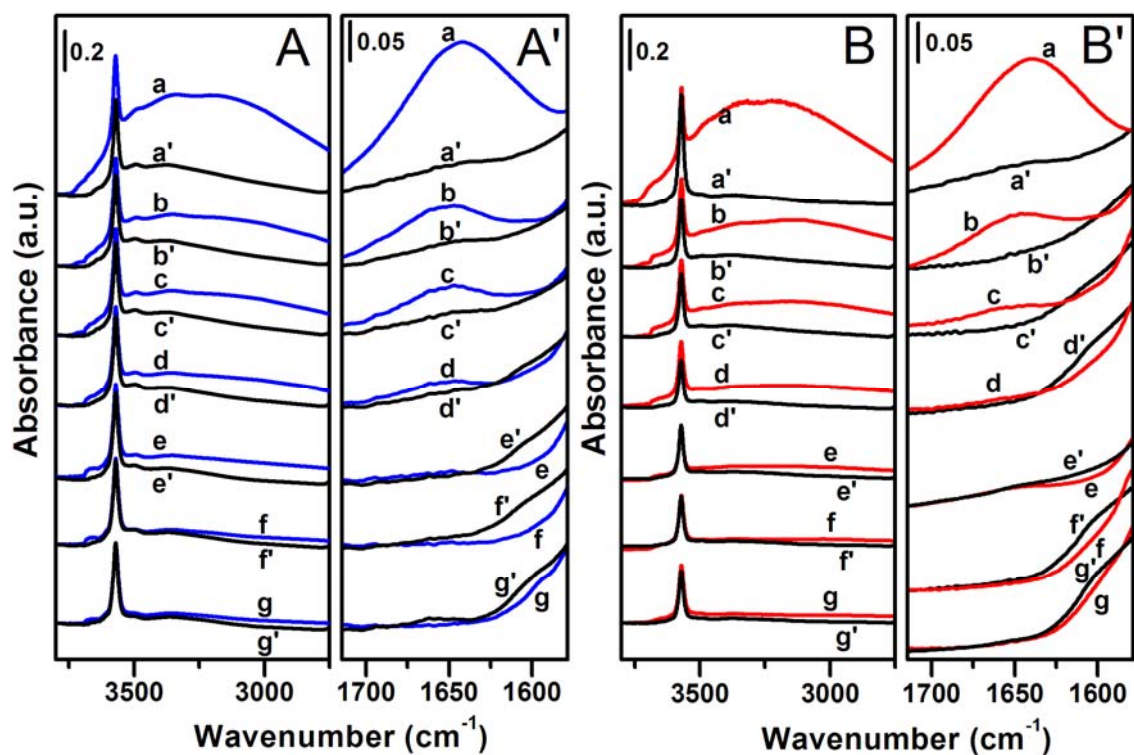 0.2 A
a
a'
b
b'
c
c'
d
d'
e
e'
f
f'
g
g'
0.05 A'
a
a'
b
b'
c
c'
d
d'
e'
e
f'
f
g'
g
0.2 B
a
a'
b
b'
c
c'
d
d'
e
e'
f
f'
g
g'
0.05 B'
a
a'
b
b'
c
c'
d'
d
e'
e
f'
f
g'
g
Absorbance (a.u.)
Absorbance (a.u.)
3500 3000 1700 1650 1600
3500 3000 1700 1650 1600
Wavenumber (cm⁻¹)
Wavenumber (cm⁻¹)